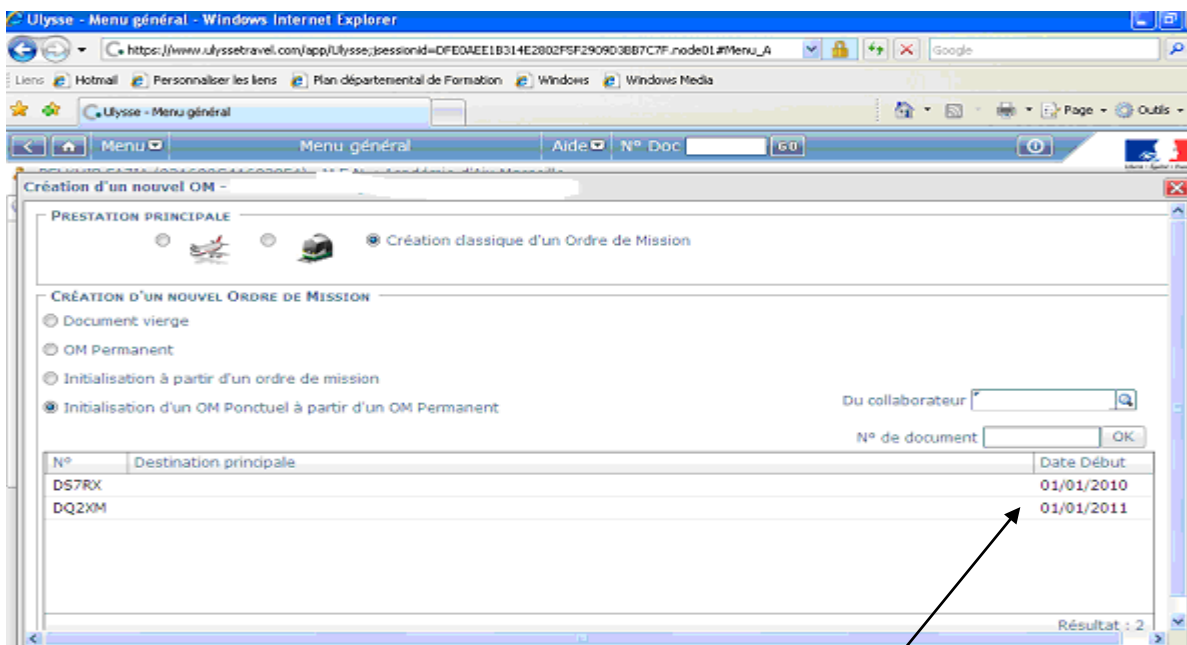 Ulysse - Menu général - Windows Internet Explorer
https://www.ulyssetravel.com/app/Ulysse;jsessionid=DFE0AEE1B314E2802F5F2909D3BB7C7F.node01#Menu_A
Google
Liens Hotmail Personnaliser les liens Plan départemental de Formation Windows Windows Media
Ulysse - Menu général
Page Outils
Menu Menu général Aide N° Doc GO
Création d'un nouvel OM -
PRESTATION PRINCIPALE
Création classique d'un Ordre de Mission
CRÉATION D'UN NOUVEL ORDRE DE MISSION
Document vierge
OM Permanent
Initialisation à partir d'un ordre de mission
Initialisation d'un OM Ponctuel à partir d'un OM Permanent
Du collaborateur
N° de document OK
N° Destination principale Date Début
DS7RX 01/01/2010
DQ2XM 01/01/2011
Résultat : 2